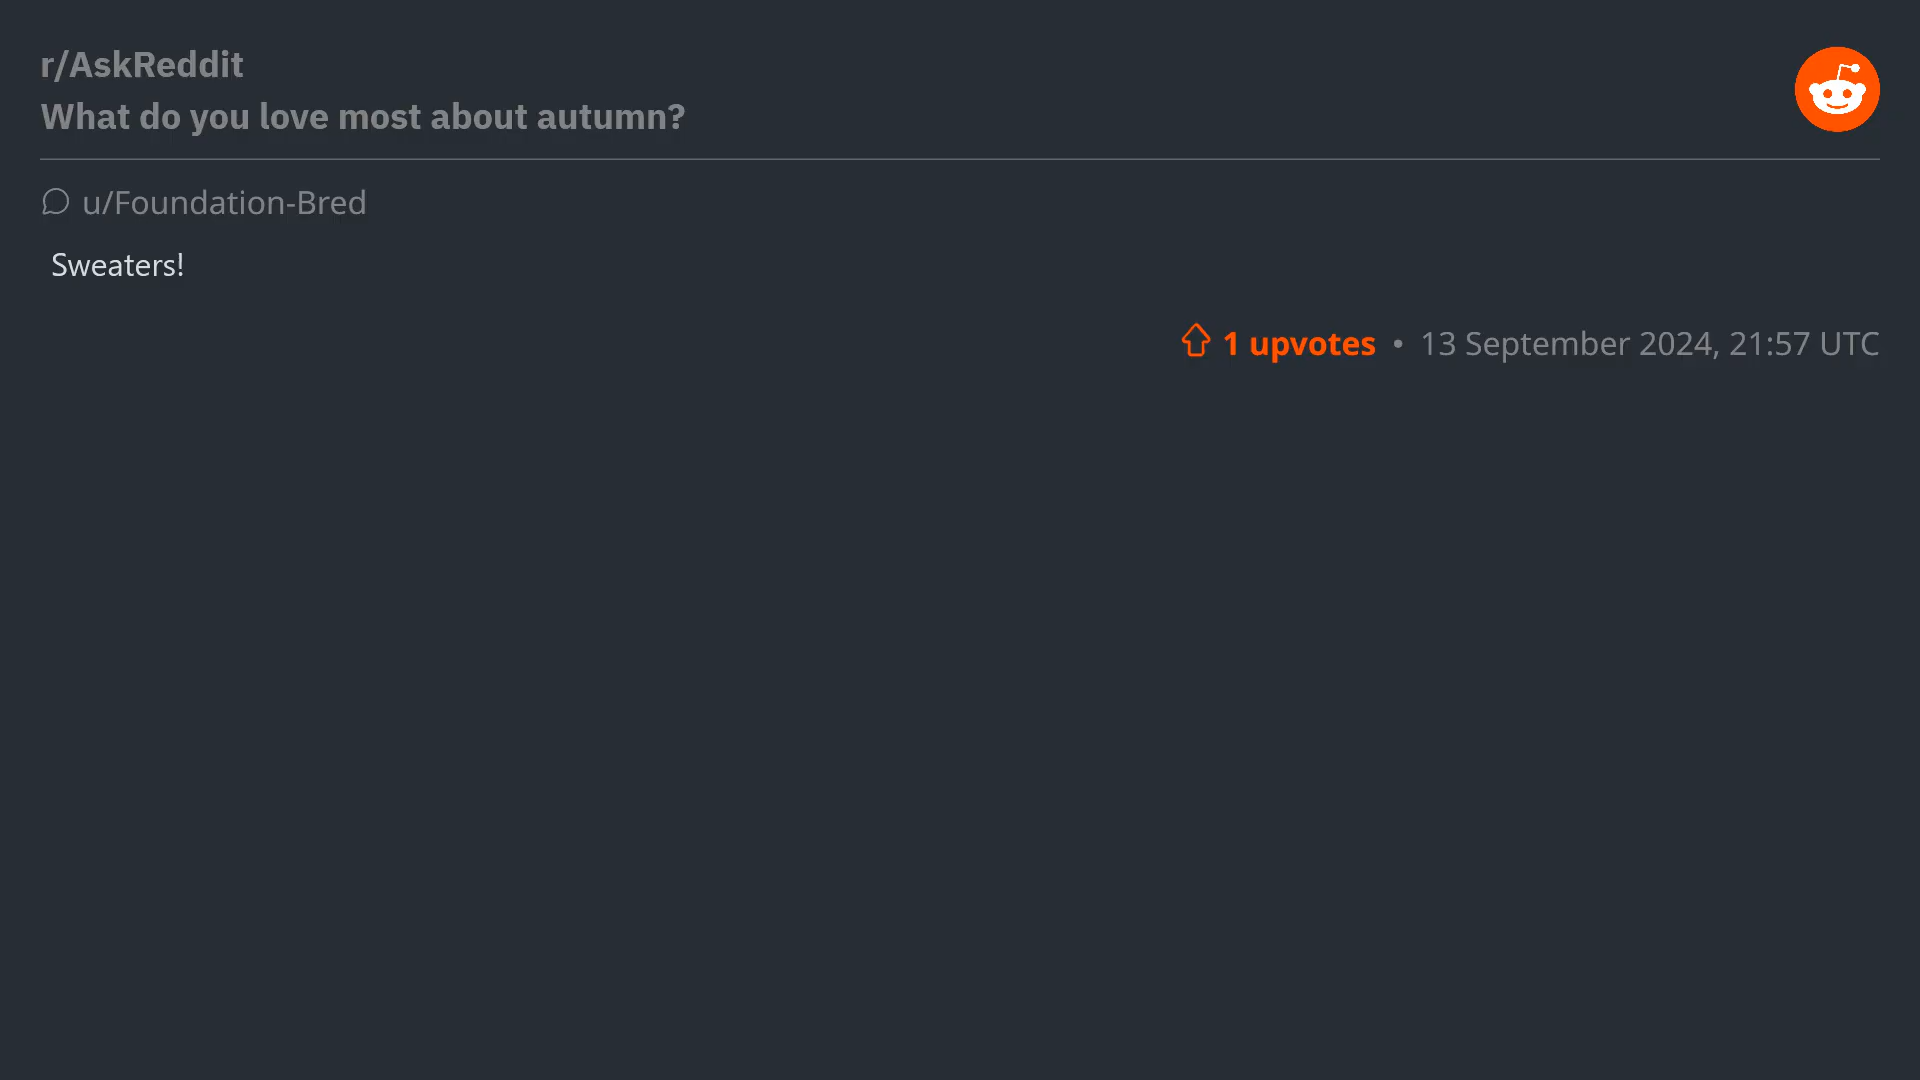 r/AskReddit
What do you love most about autumn?
u/Foundation-Bred
Sweaters!
1 upvotes • 13 September 2024, 21:57 UTC